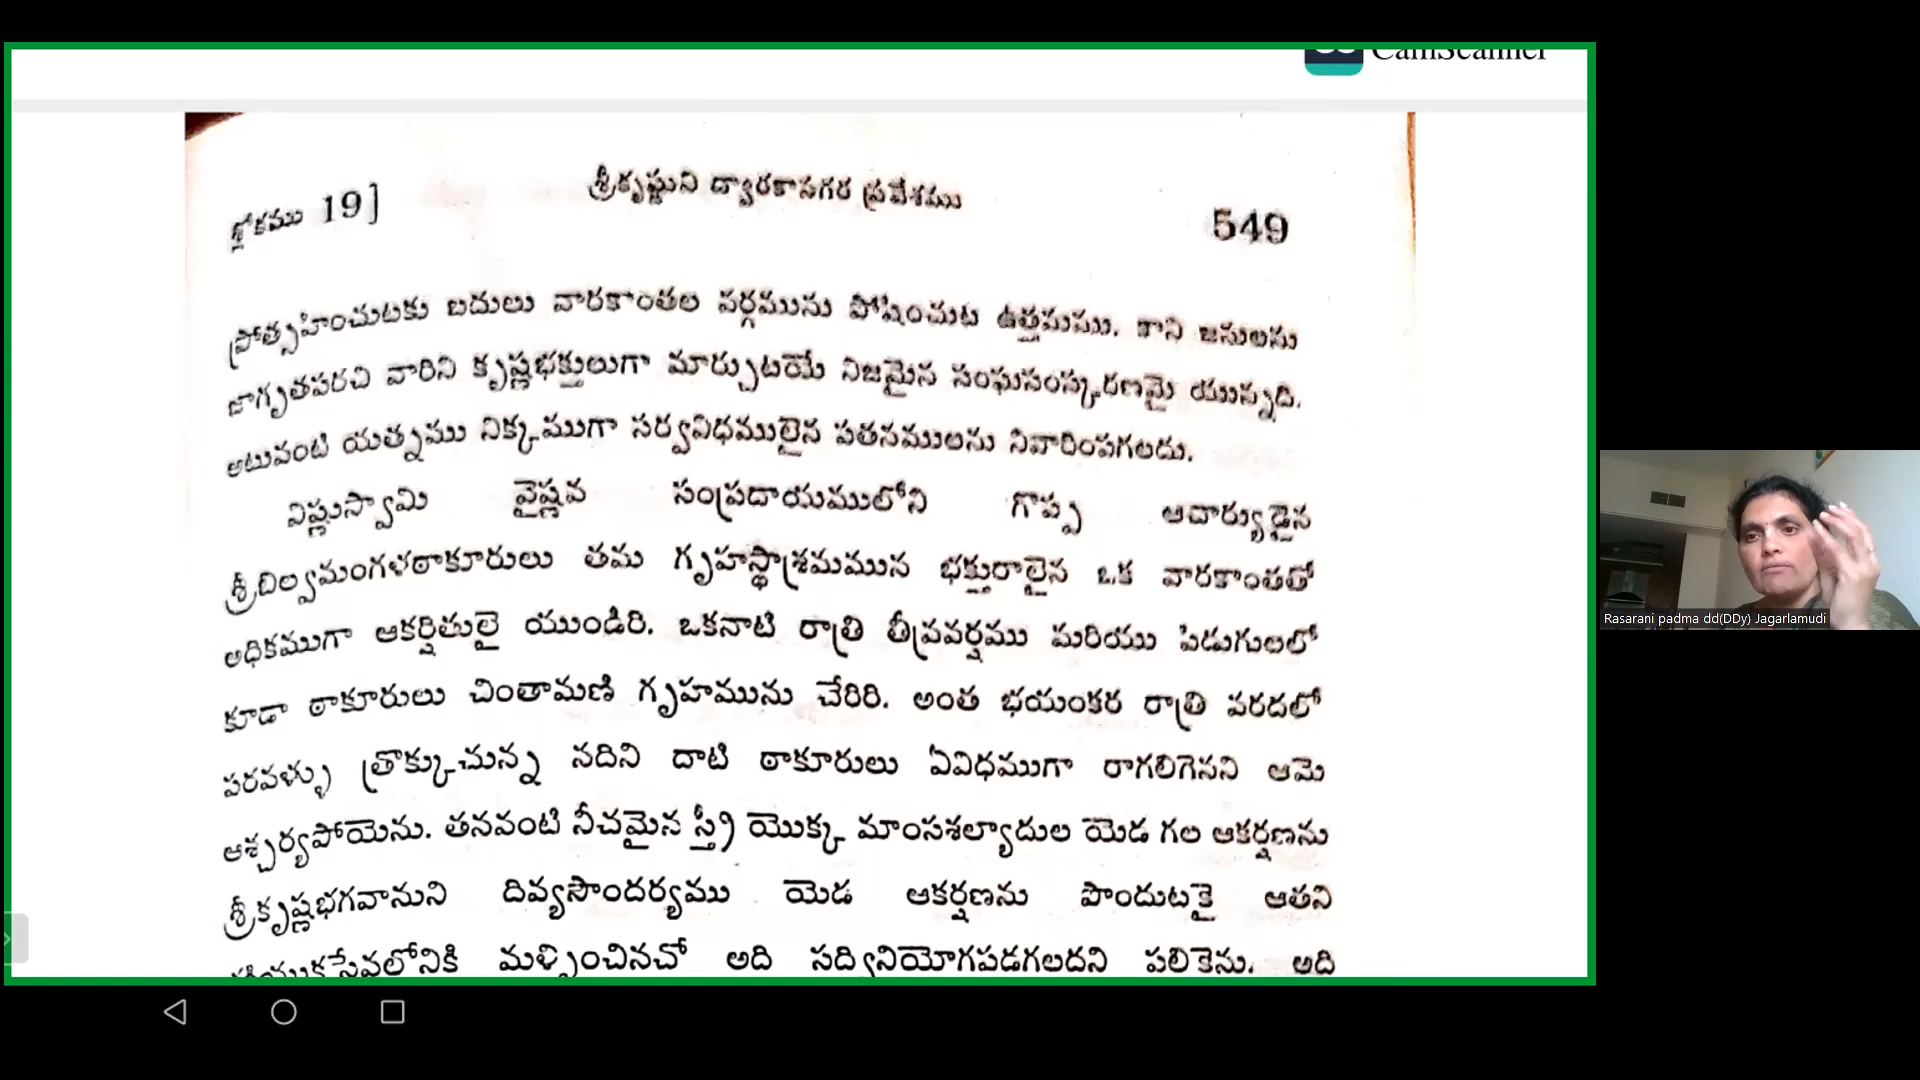 CamScanner
శ్లోకము 19]
శ్రీకృష్ణుని ద్వారకానగర ప్రవేశము
549
ప్రోత్సహించుటకు బదులు వారకాంతల వర్గమును పోషించుట ఉత్తమము. కాని జనులను
జాగృతపరచి వారిని కృష్ణభక్తులుగా మార్చుటయే నిజమైన సంఘసంస్కరణమై యున్నది.
అటువంటి యత్నము నిక్కముగా సర్వవిధములైన పతనములను నివారింపగలదు.
విష్ణుస్వామి వైష్ణవ సంప్రదాయములోని గొప్ప ఆచార్యుడైన
శ్రీబిల్వమంగళఠాకూరులు తమ గృహస్థాశ్రమమున భక్తురాలైన ఒక వారకాంతతో
అధికముగా ఆకర్షితులై యుండిరి. ఒకనాటి రాత్రి తీవ్రవర్షము మరియు పిడుగులలో
కూడా ఠాకూరులు చింతామణి గృహమును చేరిరి. అంత భయంకర రాత్రి వరదలో
పరవళ్ళు త్రొక్కుచున్న నదిని దాటి ఠాకూరులు ఏవిధముగా రాగలిగెనని ఆమె
ఆశ్చర్యపోయెను. తనవంటి నీచమైన స్త్రీ యొక్క మాంసశల్యాదుల యెడ గల ఆకర్షణను
శ్రీకృష్ణభగవానుని దివ్యసౌందర్యము యెడ ఆకర్షణను పొందుటకై ఆతని
మళ్ళించినచో అది సద్వినియోగపడగలదని పలికెను. అది
Rasarani padma dd(DDy) Jagarlamudi